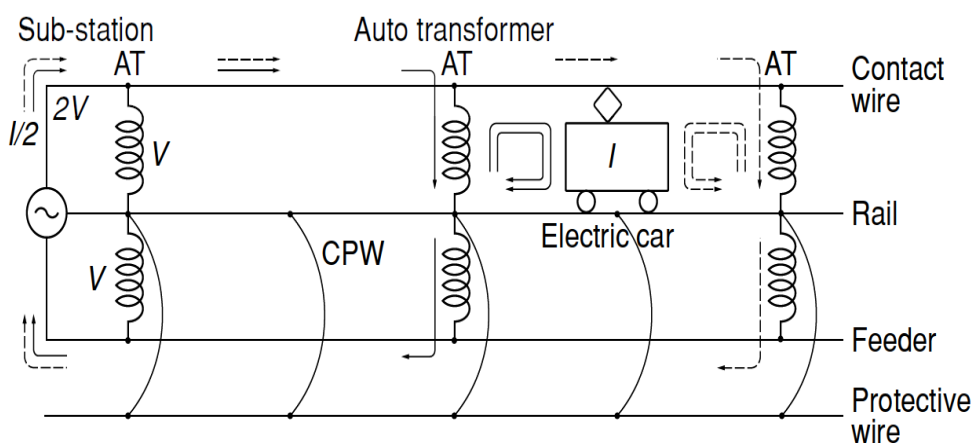 Sub-station
Auto transformer
AT
AT
AT
Contact
wire
2V
I/2
V
I
Rail
Electric car
CPW
V
Feeder
Protective
wire